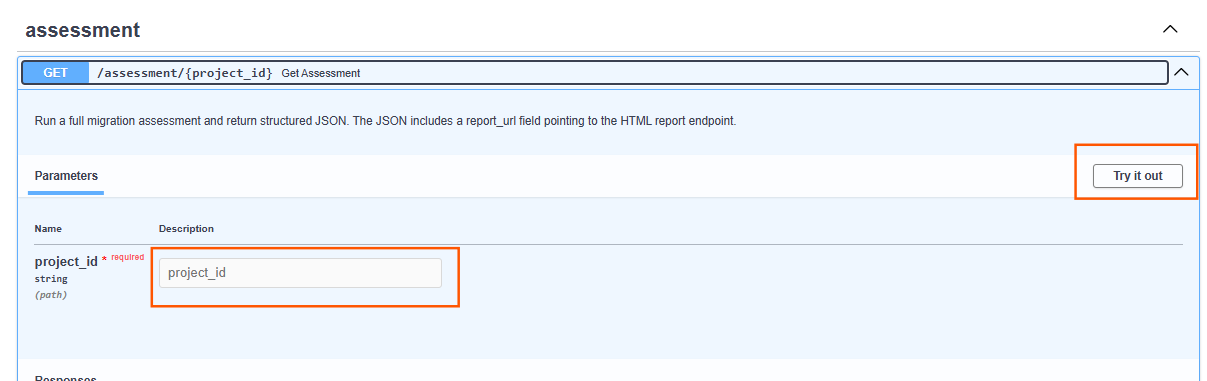 assessment
GET /assessment/{project_id} Get Assessment
Run a full migration assessment and return structured JSON. The JSON includes a report_url field pointing to the HTML report endpoint.
Parameters
Try it out
Name Description
project_id * required
string
(path)
project_id
Responses